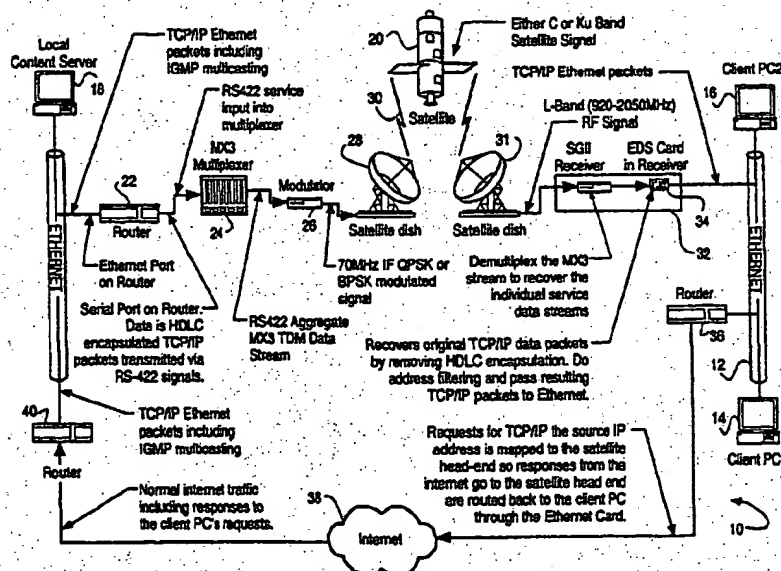 TCP/IP Ethernet
packets including
IGMP multicasting
Local
Content Server
18
RS422 service
input into
multiplexer
MX3
Multiplexer
22
Router
24
Modulator
26
ETHERNET
Ethernet Port
on Router
Serial Port on Router.
Data is HDLC
encapsulated TCP/IP
packets transmitted via
RS-422 signals.
RS422 Aggregate
MX3 TDM Data
Stream
70MHz IF QPSK or
BPSK modulated
signal
20
Either C or Ku Band
Satellite Signal
30
Satellite
28
Satellite dish
31
Satellite dish
TCP/IP Ethernet packets
L-Band (920-2050MHz)
RF Signal
SGII
Receiver
EDS Card
in Receiver
34
32
Client PC2
16
ETHERNET
Demultiplex the MX3
stream to recover the
individual service
data streams
Router
36
12
Recovers original TCP/IP data packets
by removing HDLC encapsulation. Do
address filtering and pass resulting
TCP/IP packets to Ethernet.
14
Client PC
10
Requests for TCP/IP the source IP
address is mapped to the satellite
head-end so responses from the
internet go to the satellite head end
are routed back to the client PC
through the Ethernet Card.
40
Router
TCP/IP Ethernet
packets including
IGMP multicasting
Normal internet traffic
including responses to
the client PC's requests.
38
Internet